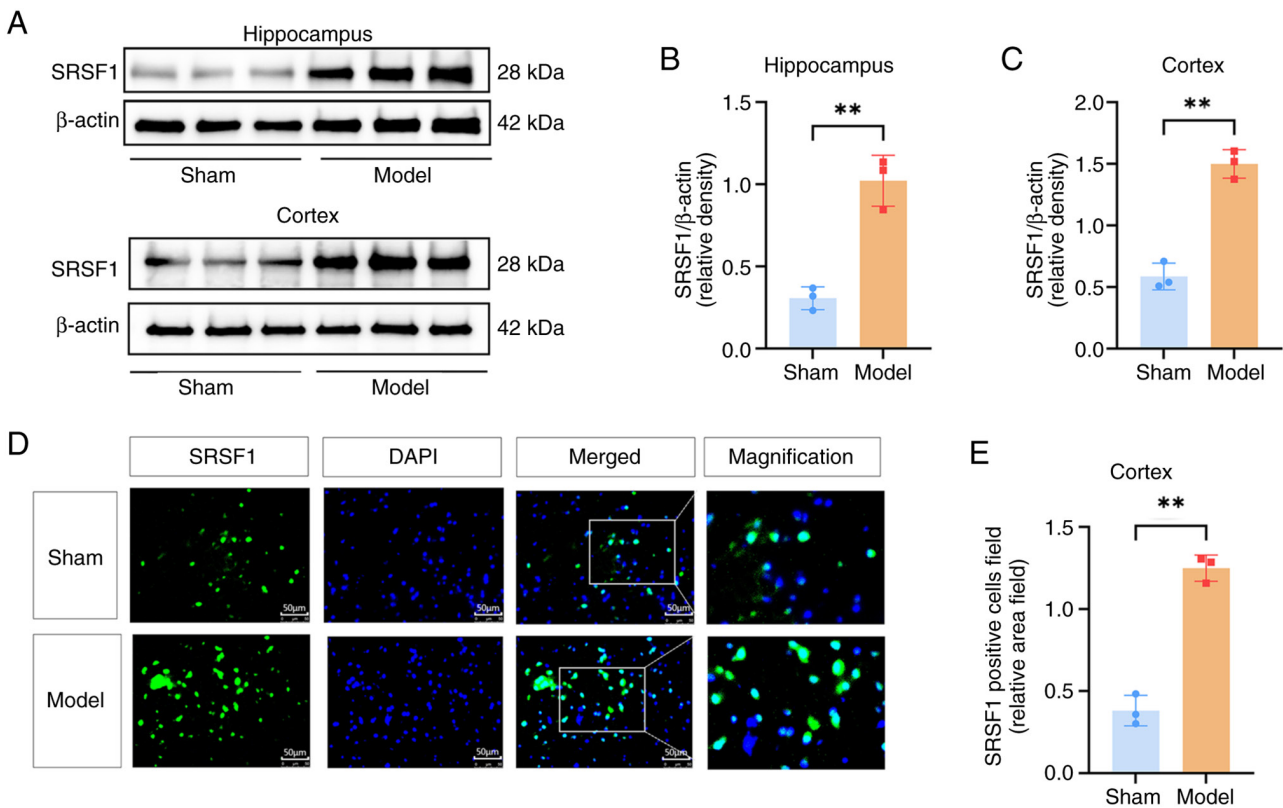 A
Hippocampus
SRSF1
28 kDa
β-actin
42 kDa
Sham Model
Cortex
SRSF1
28 kDa
β-actin
42 kDa
Sham Model
B
Hippocampus
**
SRSF1/β-actin
(relative density)
1.5
1.0
0.5
0.0
Sham Model
C
Cortex
**
SRSF1/β-actin
(relative density)
2.0
1.5
1.0
0.5
0.0
Sham Model
D
SRSF1 DAPI Merged Magnification
Sham
50μm 50μm 50μm
Model
50μm 50μm 50μm
E
Cortex
**
SRSF1 positive cells field
(relative area field)
1.5
1.0
0.5
0.0
Sham Model